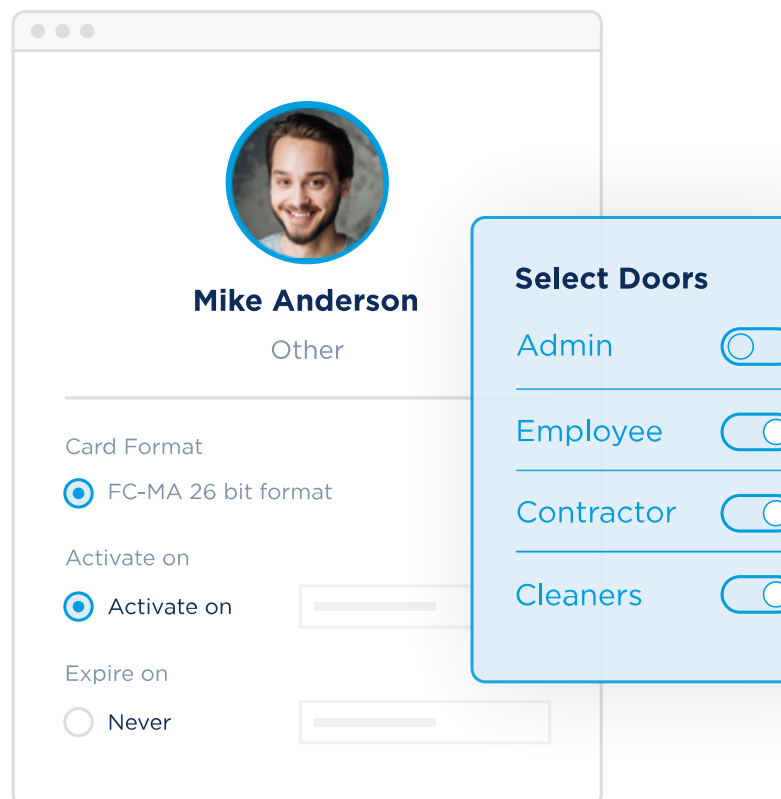 Mike Anderson
Other
Card Format
FC-MA 26 bit format
Activate on
Activate on
Expire on
Never
Select Doors
Admin
Employee
Contractor
Cleaners